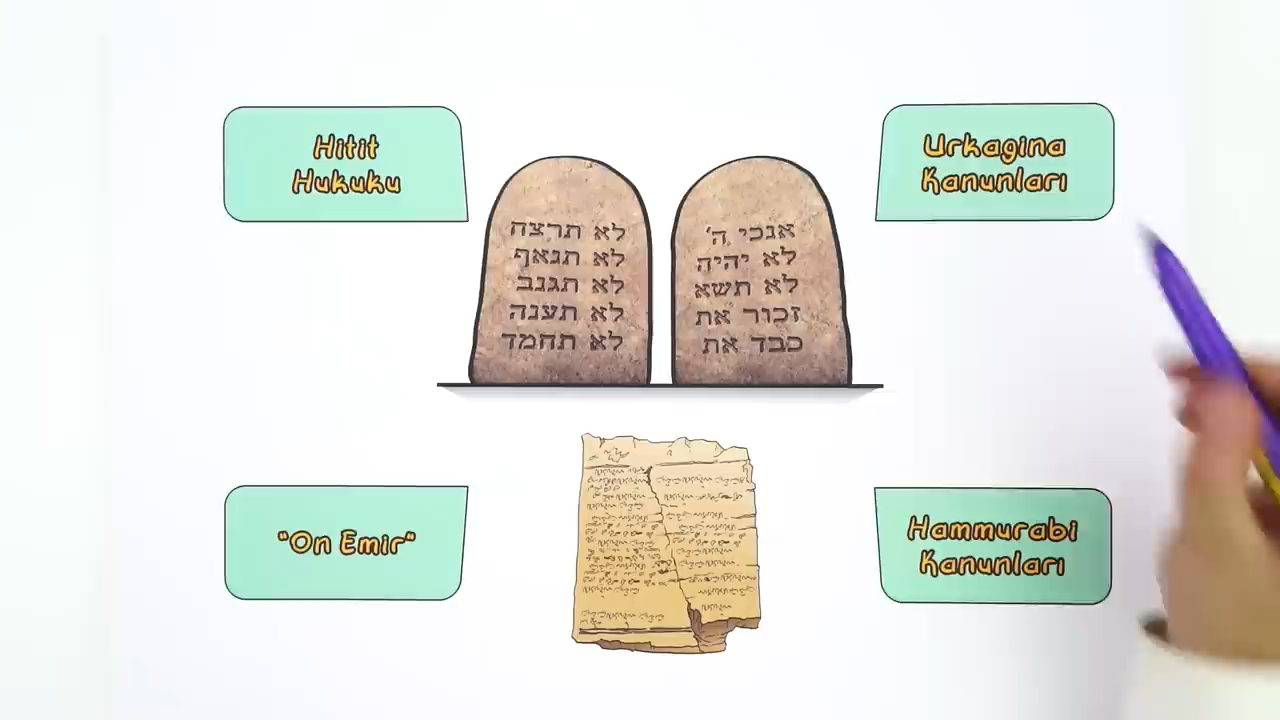 Hitit
Hukuku
Urkagina
Kanunları
לא תרצה
לא תנאף
לא תגנב
לא תענה
לא תחמד
אנכי ה'
לא יהיה
לא תשא
זכור את
כבד את
"On Emir"
Hammurabi
Kanunları